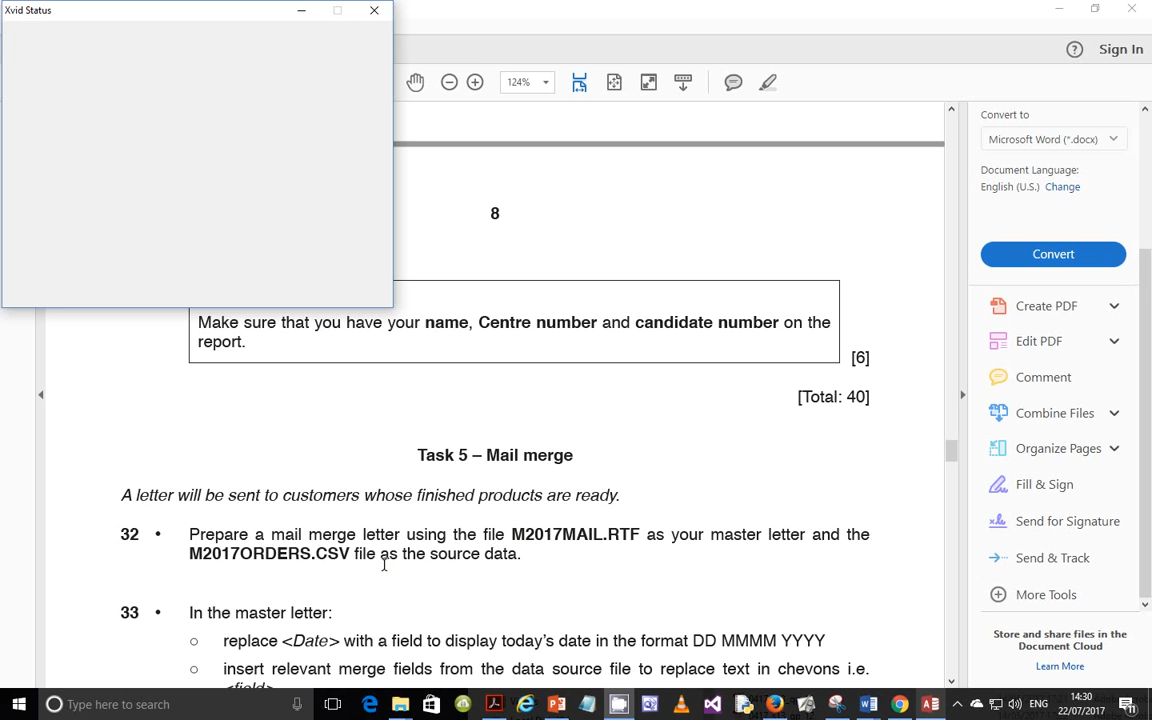 Xvid Status
Sign In
124%
Convert to
Microsoft Word (*.docx)
Document Language:
English (U.S.) Change
Convert
Create PDF
Edit PDF
Comment
Combine Files
Organize Pages
Fill & Sign
Send for Signature
Send & Track
More Tools
Store and share files in the
Document Cloud
Learn More
8
Make sure that you have your name, Centre number and candidate number on the
report.
[6]
[Total: 40]
Task 5 – Mail merge
A letter will be sent to customers whose finished products are ready.
32 • Prepare a mail merge letter using the file M2017MAIL.RTF as your master letter and the
M2017ORDERS.CSV file as the source data.
33 • In the master letter:
○ replace <Date> with a field to display today's date in the format DD MMMM YYYY
○ insert relevant merge fields from the data source file to replace text in chevons i.e.
<field>
Type here to search
ENG
14:30
22/07/2017
11